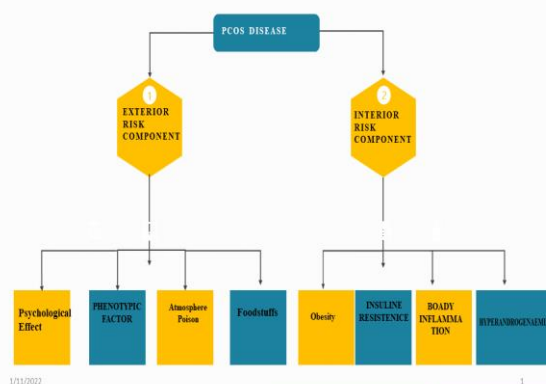 PCOS DISEASE
1
EXTERIOR
RISK
COMPONENT
2
INTERIOR
RISK
COMPONENT
Psychological
Effect
PHENOTYPIC
FACTOR
Atmosphere
Poison
Foodstuffs
Obesity
INSULINE
RESISTENICE
BOADY
INFLAMMA
TION
HYPERANDROGENAEMI
1/11/2022
1